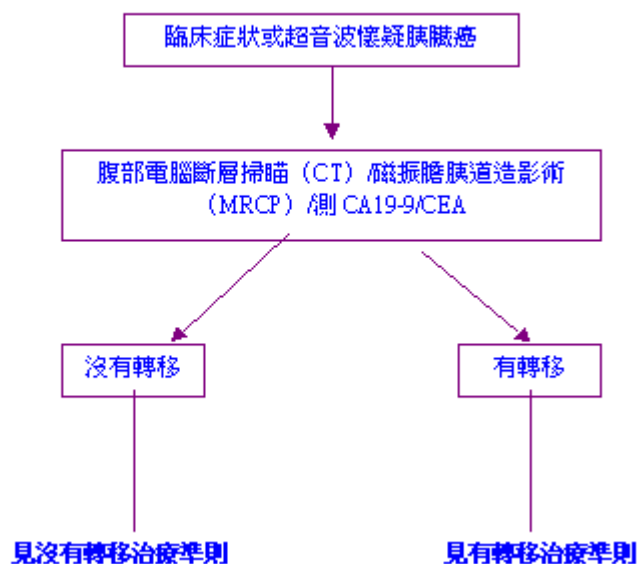 臨床症狀或超音波懷疑胰臟癌
腹部電腦斷層掃瞄（CT）/磁振膽胰道造影術
（MRCP）/測 CA19-9/CEA
沒有轉移
有轉移
見沒有轉移治療準則
見有轉移治療準則